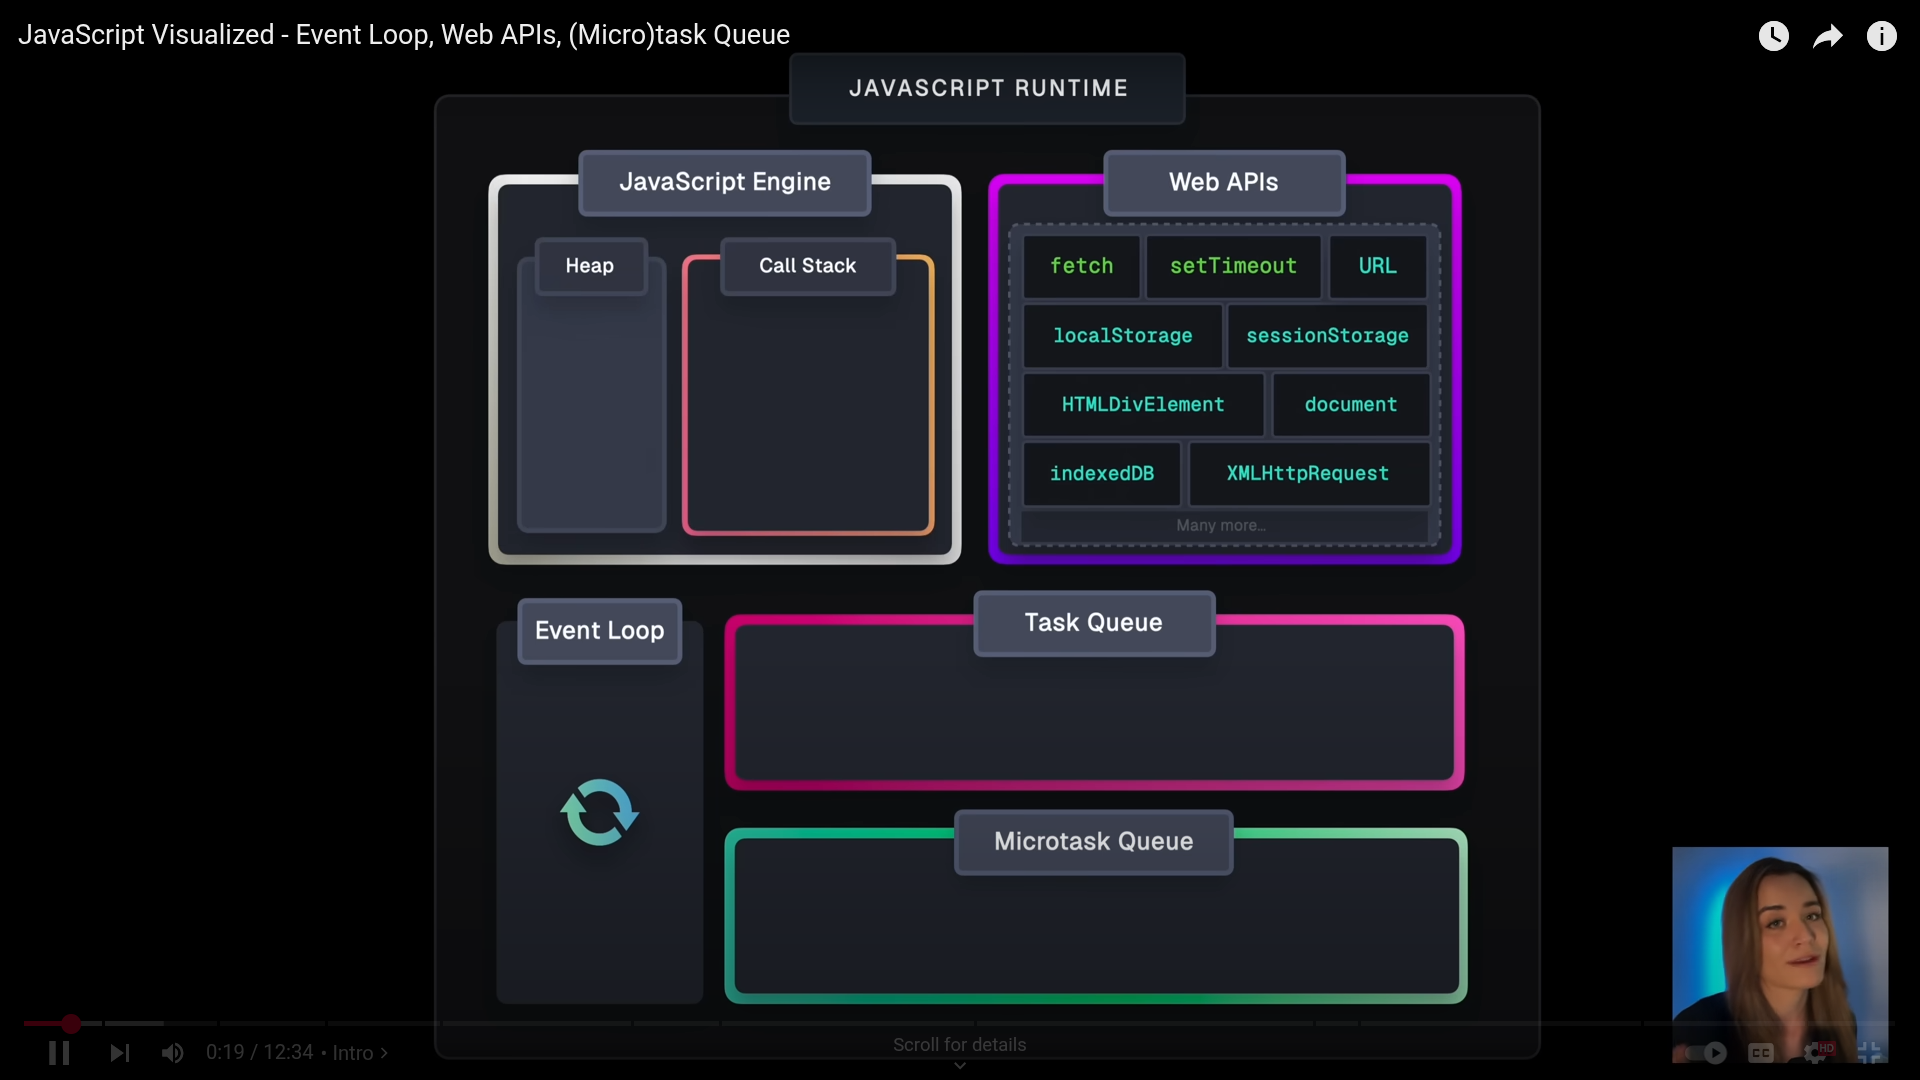 JavaScript Visualized - Event Loop, Web APIs, (Micro)task Queue
JAVASCRIPT RUNTIME
JavaScript Engine
Web APIs
Heap
Call Stack
fetch
setTimeout
URL
localStorage
sessionStorage
HTMLDivElement
document
indexedDB
XMLHttpRequest
Many more...
Event Loop
Task Queue
Microtask Queue
0:19 / 12:34 • Intro >
Scroll for details
CC
HD